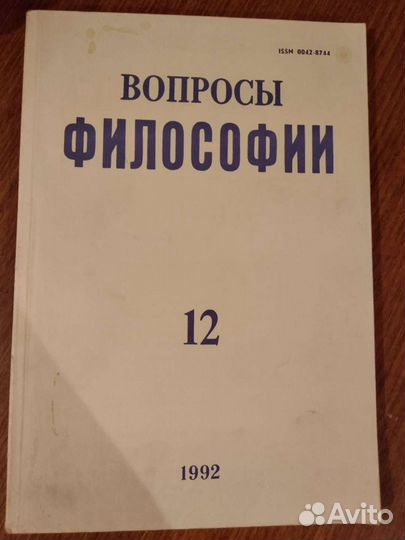 ISSN 0042-8744
ВОПРОСЫ
ФИЛОСОФИИ
12
1992
Avito